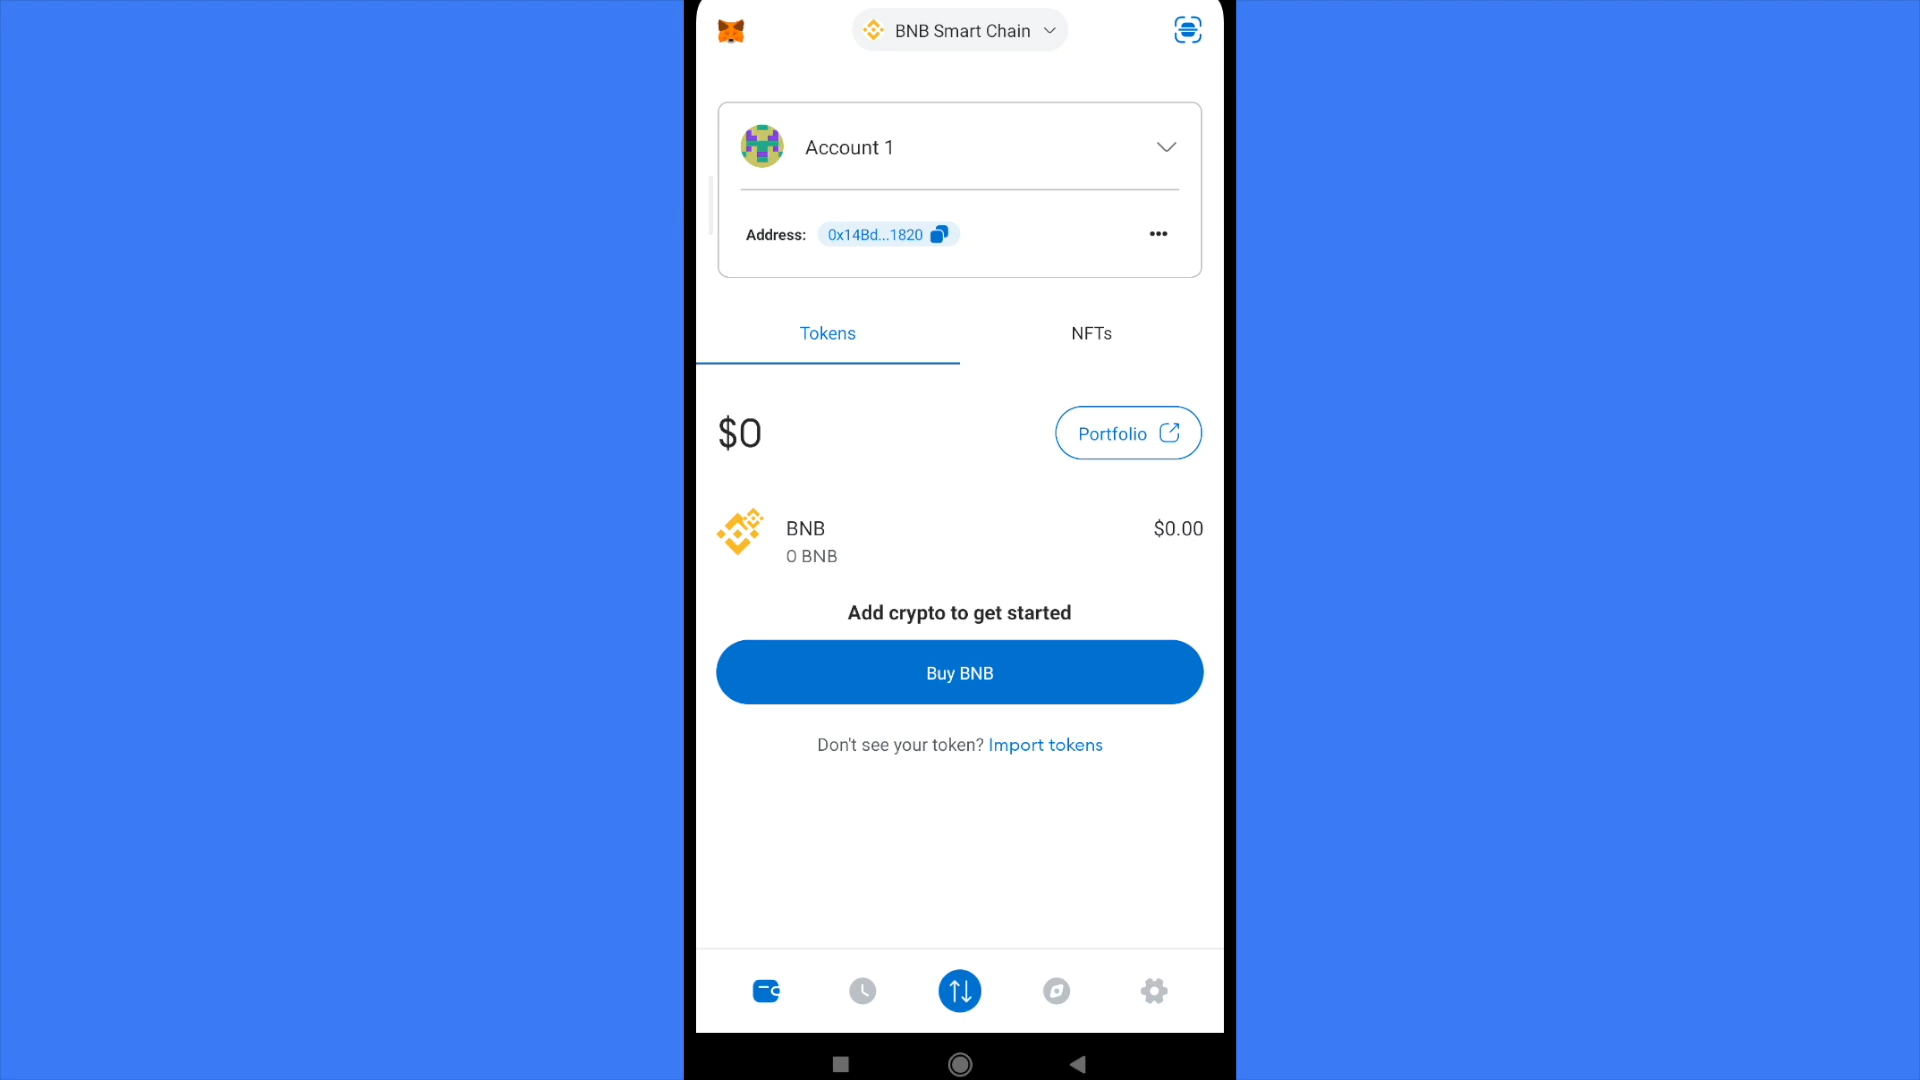 BNB Smart Chain
Account 1
Address: 0x14Bd...1820
Tokens NFTs
$0 Portfolio
BNB $0.00
0 BNB
Add crypto to get started
Buy BNB
Don't see your token? Import tokens